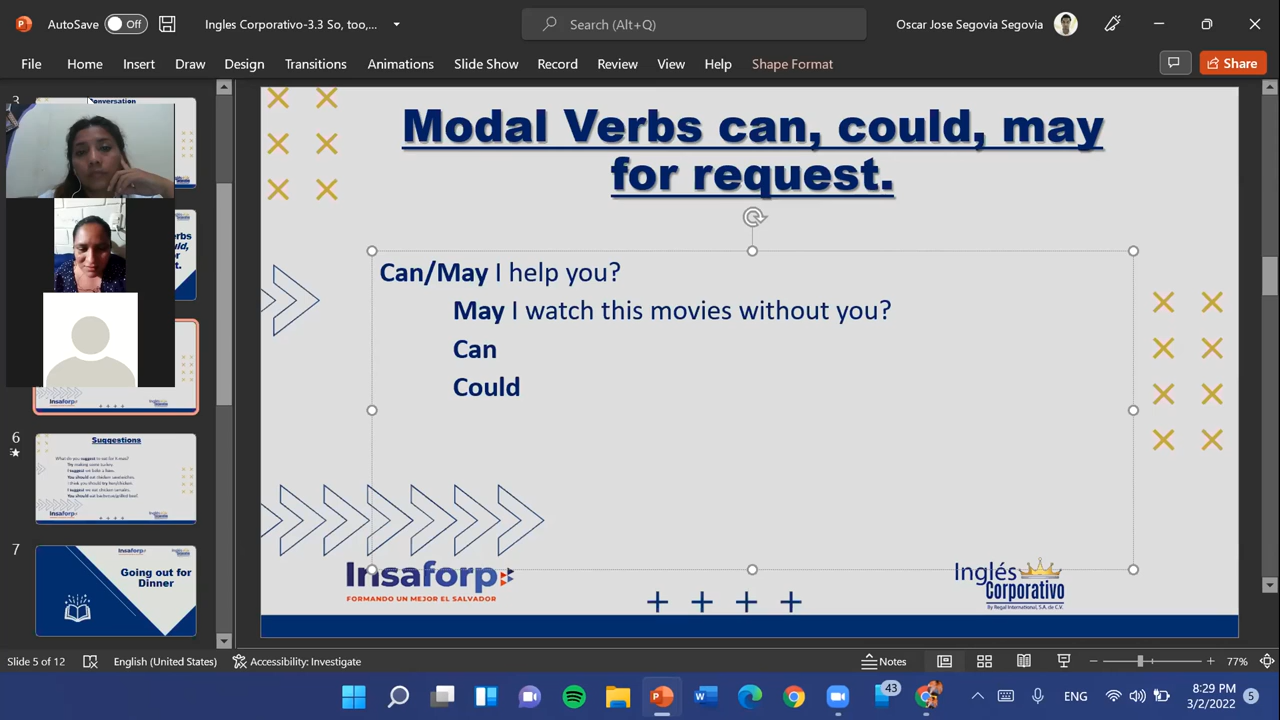 AutoSave Off Ingles Corporativo-3.3 So, too,... Search (Alt+Q) Oscar Jose Segovia Segovia
File Home Insert Draw Design Transitions Animations Slide Show Record Review View Help Shape Format Share
3
Modal Verbs can, could, may
for request.
Can/May I help you?
May I watch this movies without you?
Can
Could
Insaforp
FORMANDO UN MEJOR EL SALVADOR
Inglés
Corporativo
By Regal International, S.A. de C.V.
6
Suggestions
Insaforp
7
Insaforp
Going out for
Dinner
Slide 5 of 12 English (United States) Accessibility: Investigate Notes 77%
43 ENG 8:29 PM
3/2/2022 5